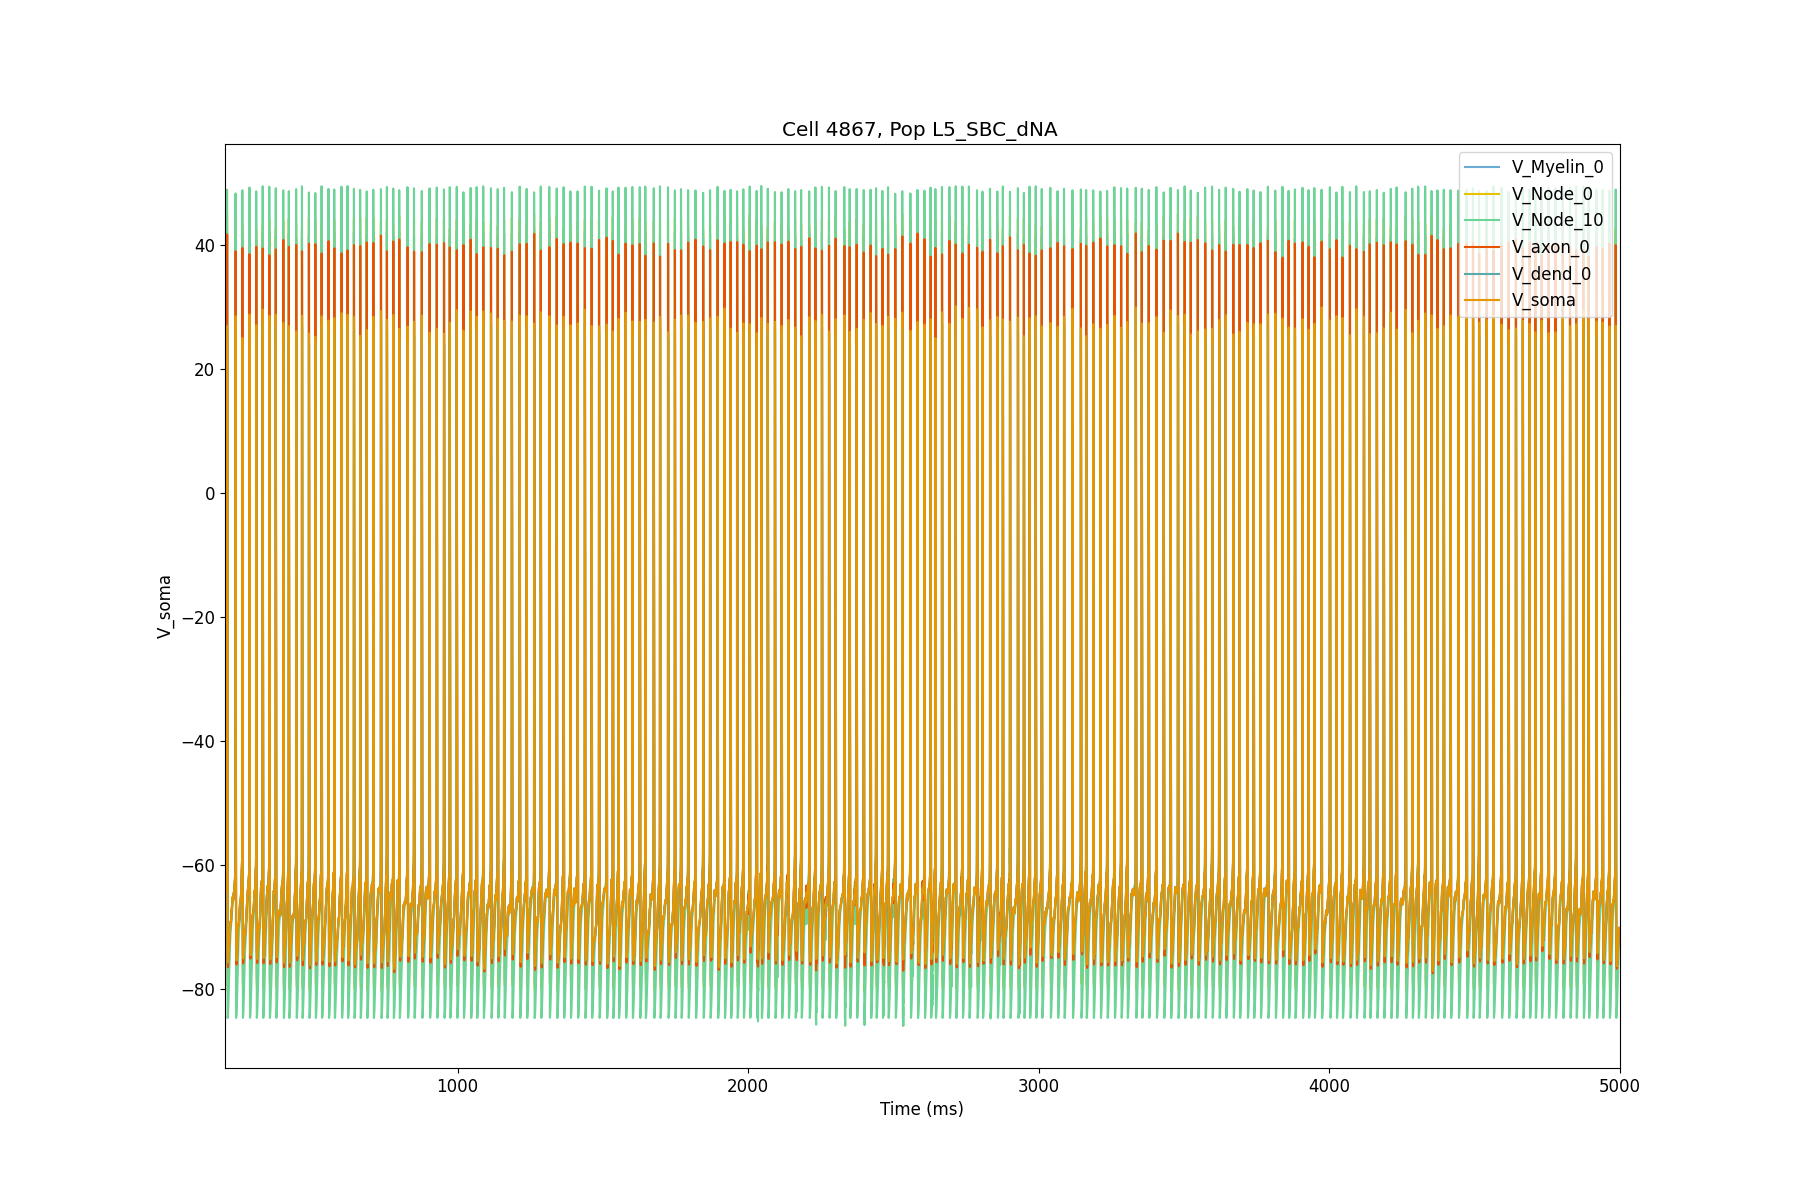 Cell 4867, Pop L5_SBC_dNA
V_Myelin_0
V_Node_0
V_Node_10
V_axon_0
V_dend_0
V_soma
40
20
0
−20
−40
−60
−80
V_soma
1000
2000
3000
4000
5000
Time (ms)